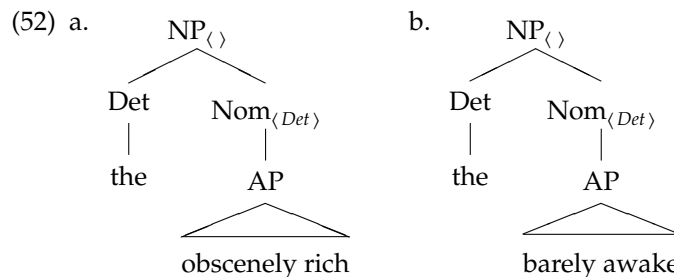 (52) a. NP⟨ ⟩ b. NP⟨ ⟩
Det Nom⟨Det⟩ Det Nom⟨Det⟩
the AP the AP
obscenely rich barely awake